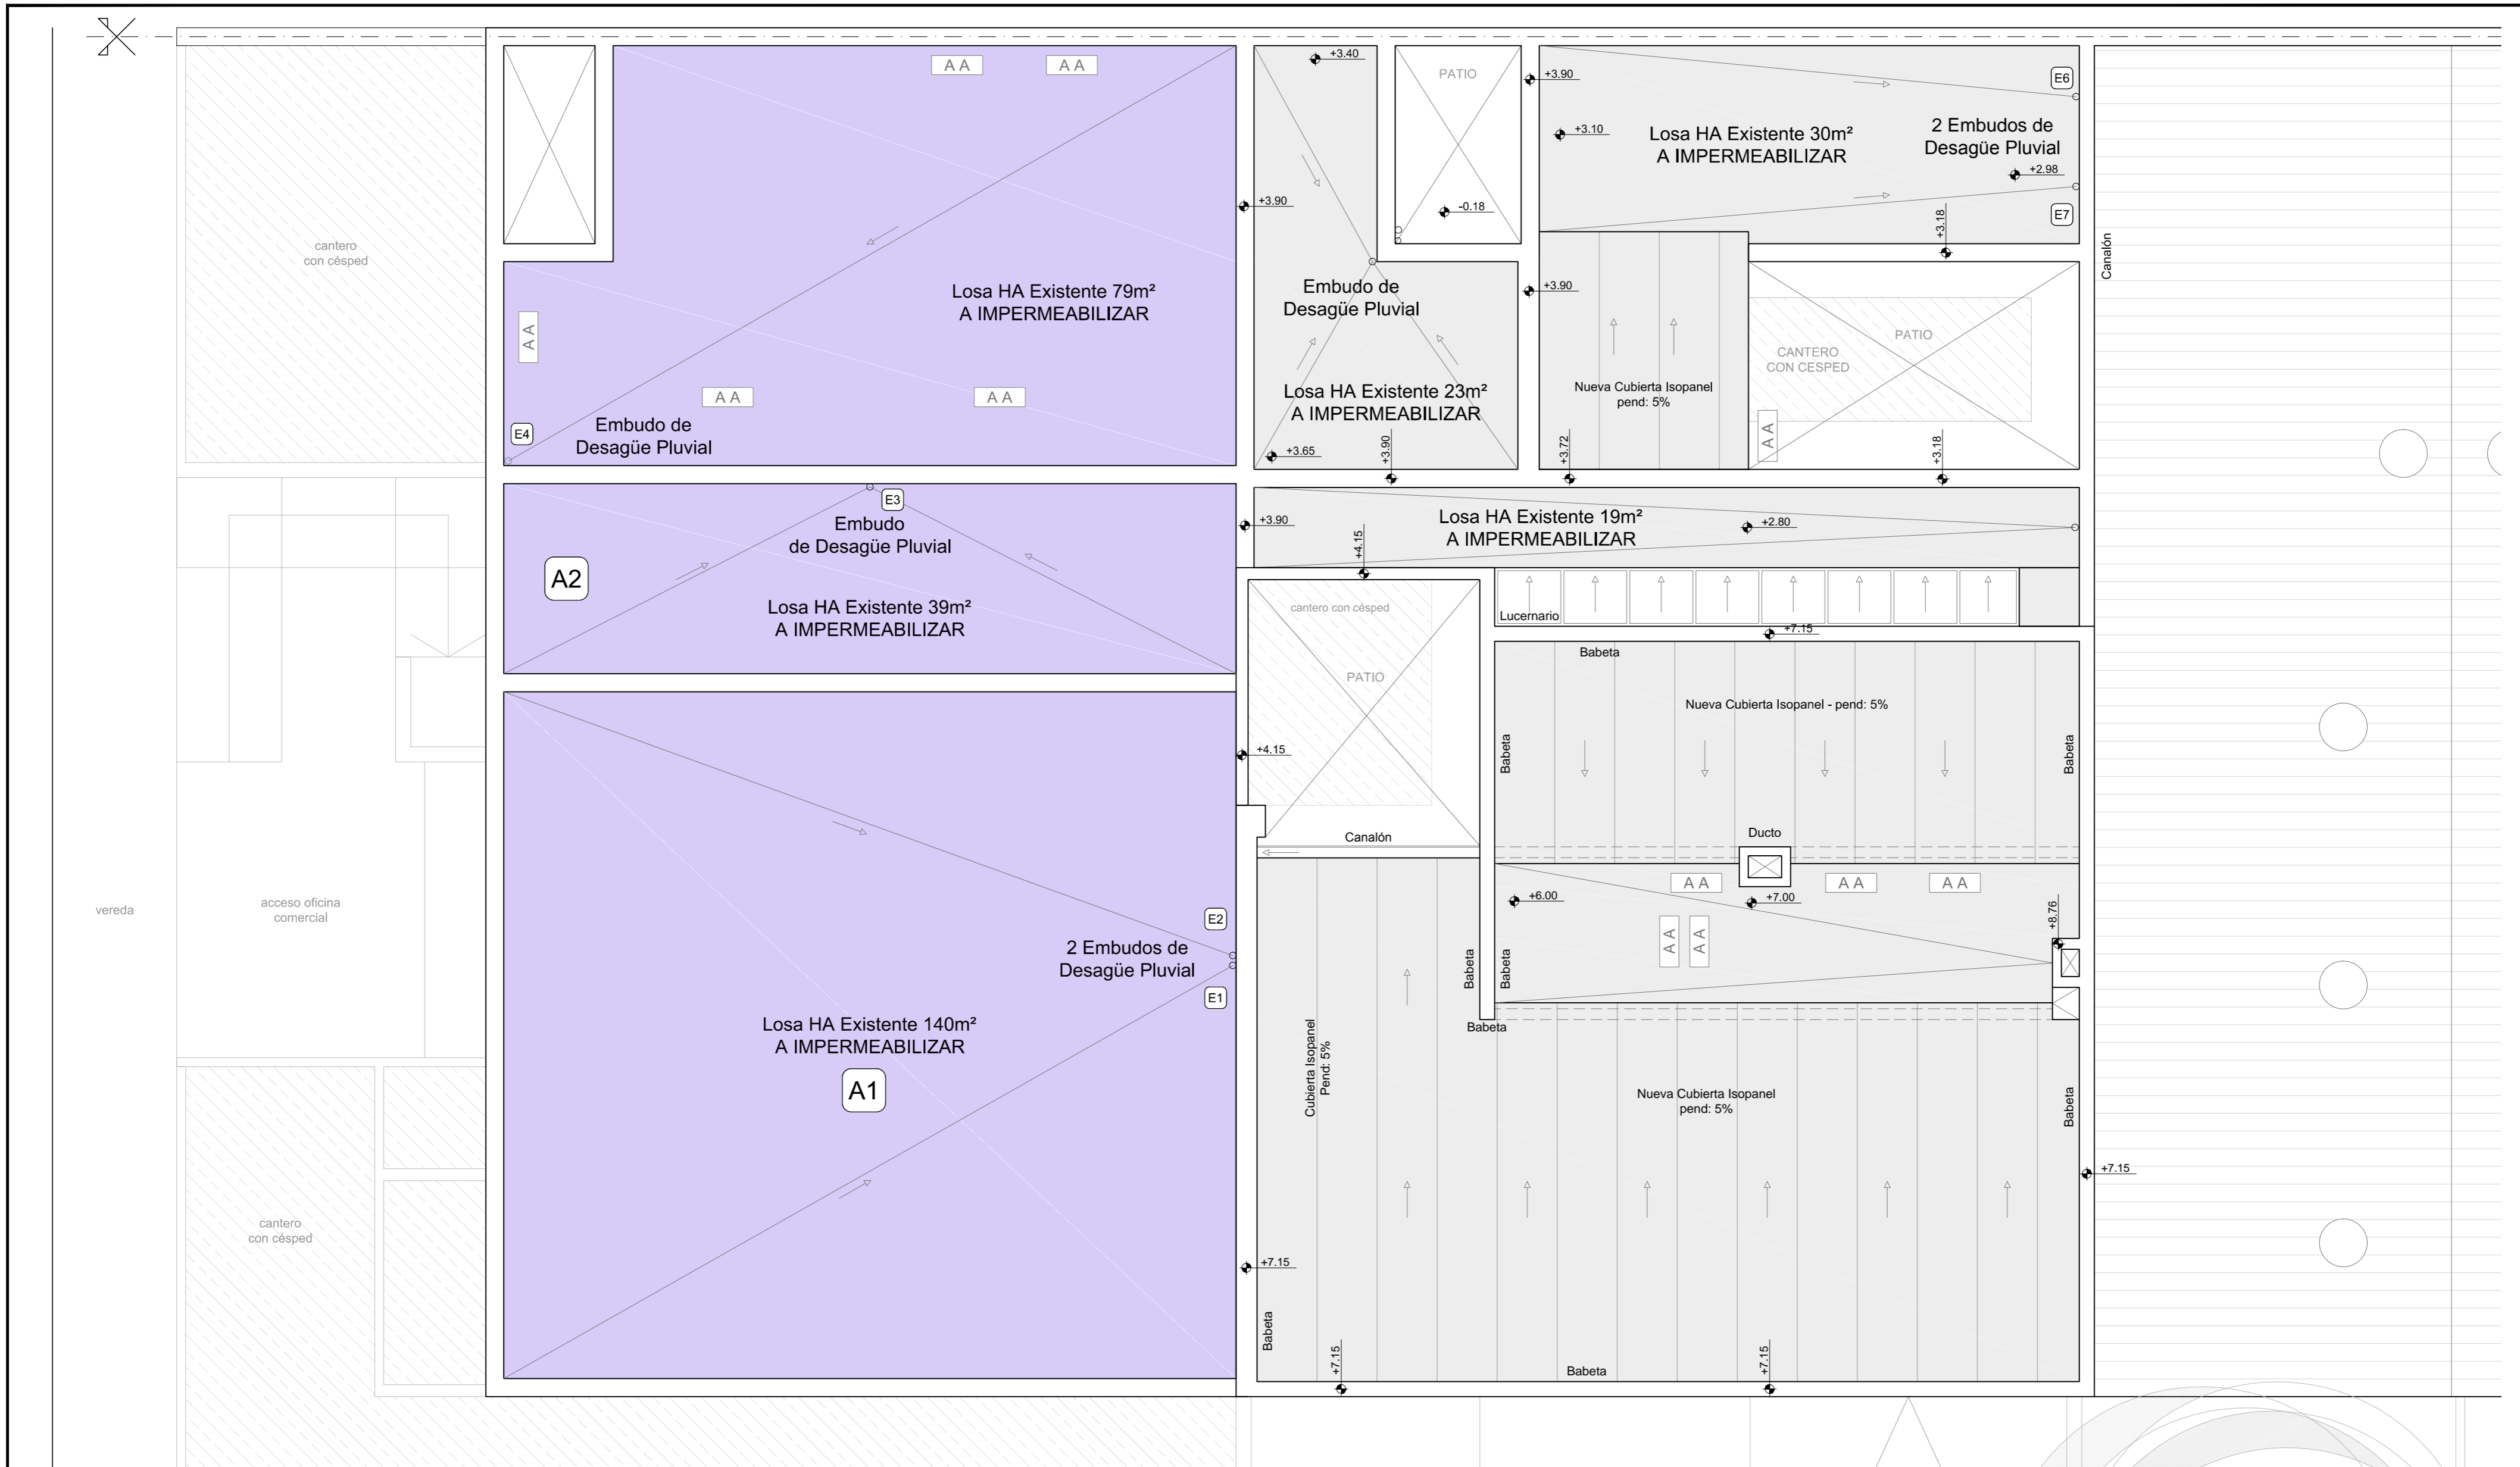 A A
A A
+3.40
PATIO
+3.90
E6
+3.10
Losa HA Existente 30m²
A IMPERMEABILIZAR
2 Embudos de
Desagüe Pluvial
+2.98
+3.90
-0.18
E7
+3.18
cantero
con césped
Canalón
Losa HA Existente 79m²
A IMPERMEABILIZAR
Embudo de
Desagüe Pluvial
+3.90
A A
PATIO
CANTERO
CON CESPED
Nueva Cubierta Isopanel
pend: 5%
A A
A A
Losa HA Existente 23m²
A IMPERMEABILIZAR
E4
Embudo de
Desagüe Pluvial
+3.65
+3.90
+3.72
A A
+3.18
E3
Embudo
de Desagüe Pluvial
+3.90
+4.15
Losa HA Existente 19m²
A IMPERMEABILIZAR
+2.80
A2
Losa HA Existente 39m²
A IMPERMEABILIZAR
cantero con césped
Lucernario
+7.15
Babeta
PATIO
Nueva Cubierta Isopanel - pend: 5%
+4.15
Babeta
Babeta
Canalón
Ducto
A A
A A
A A
+6.00
+7.00
+8.76
vereda
acceso oficina
comercial
E2
2 Embudos de
Desagüe Pluvial
E1
A A
A A
Babeta
Babeta
Babeta
Losa HA Existente 140m²
A IMPERMEABILIZAR
A1
Cubierta Isopanel
Pend: 5%
Nueva Cubierta Isopanel
pend: 5%
Babeta
+7.15
cantero
con césped
+7.15
Babeta
+7.15
Babeta
+7.15